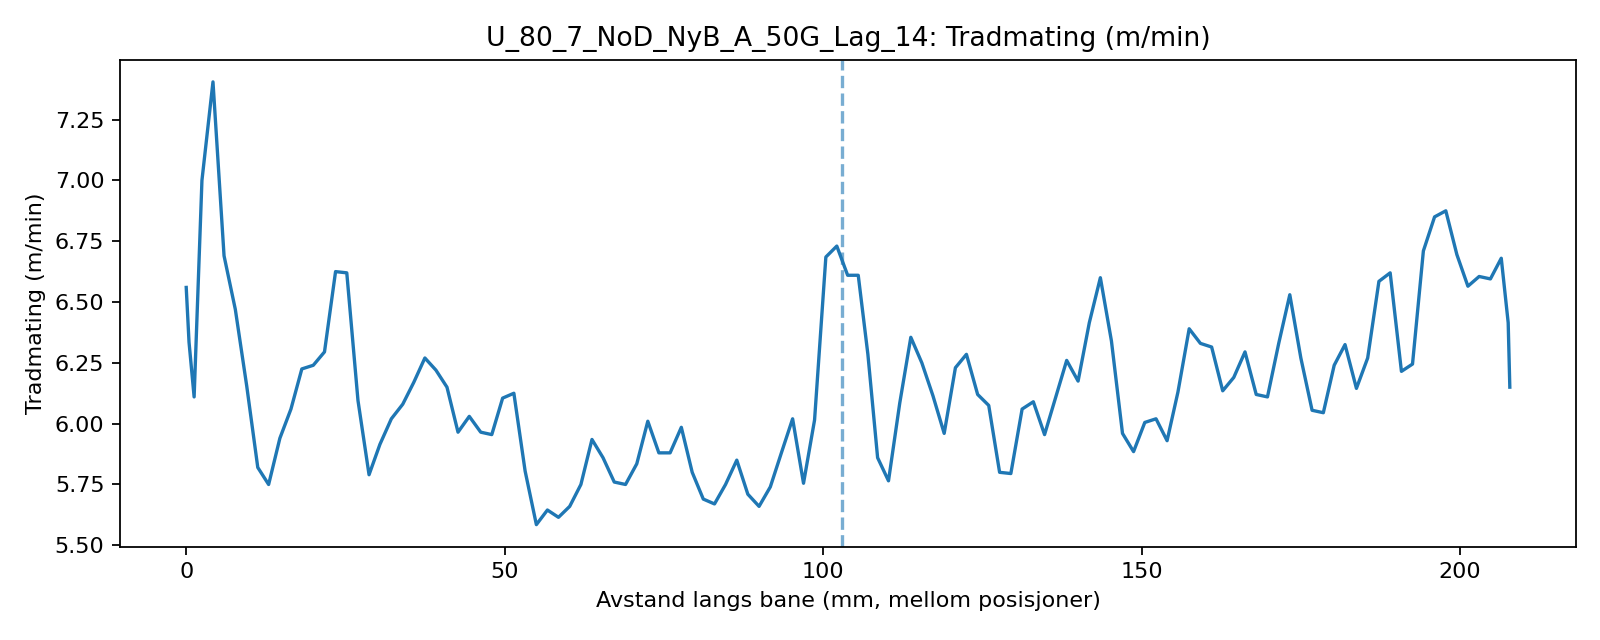 U_80_7_NoD_NyB_A_50G_Lag_14: Tradmating (m/min)
Tradmating (m/min)
7.25
7.00
6.75
6.50
6.25
6.00
5.75
5.50
0 50 100 150 200
Avstand langs bane (mm, mellom posisjoner)